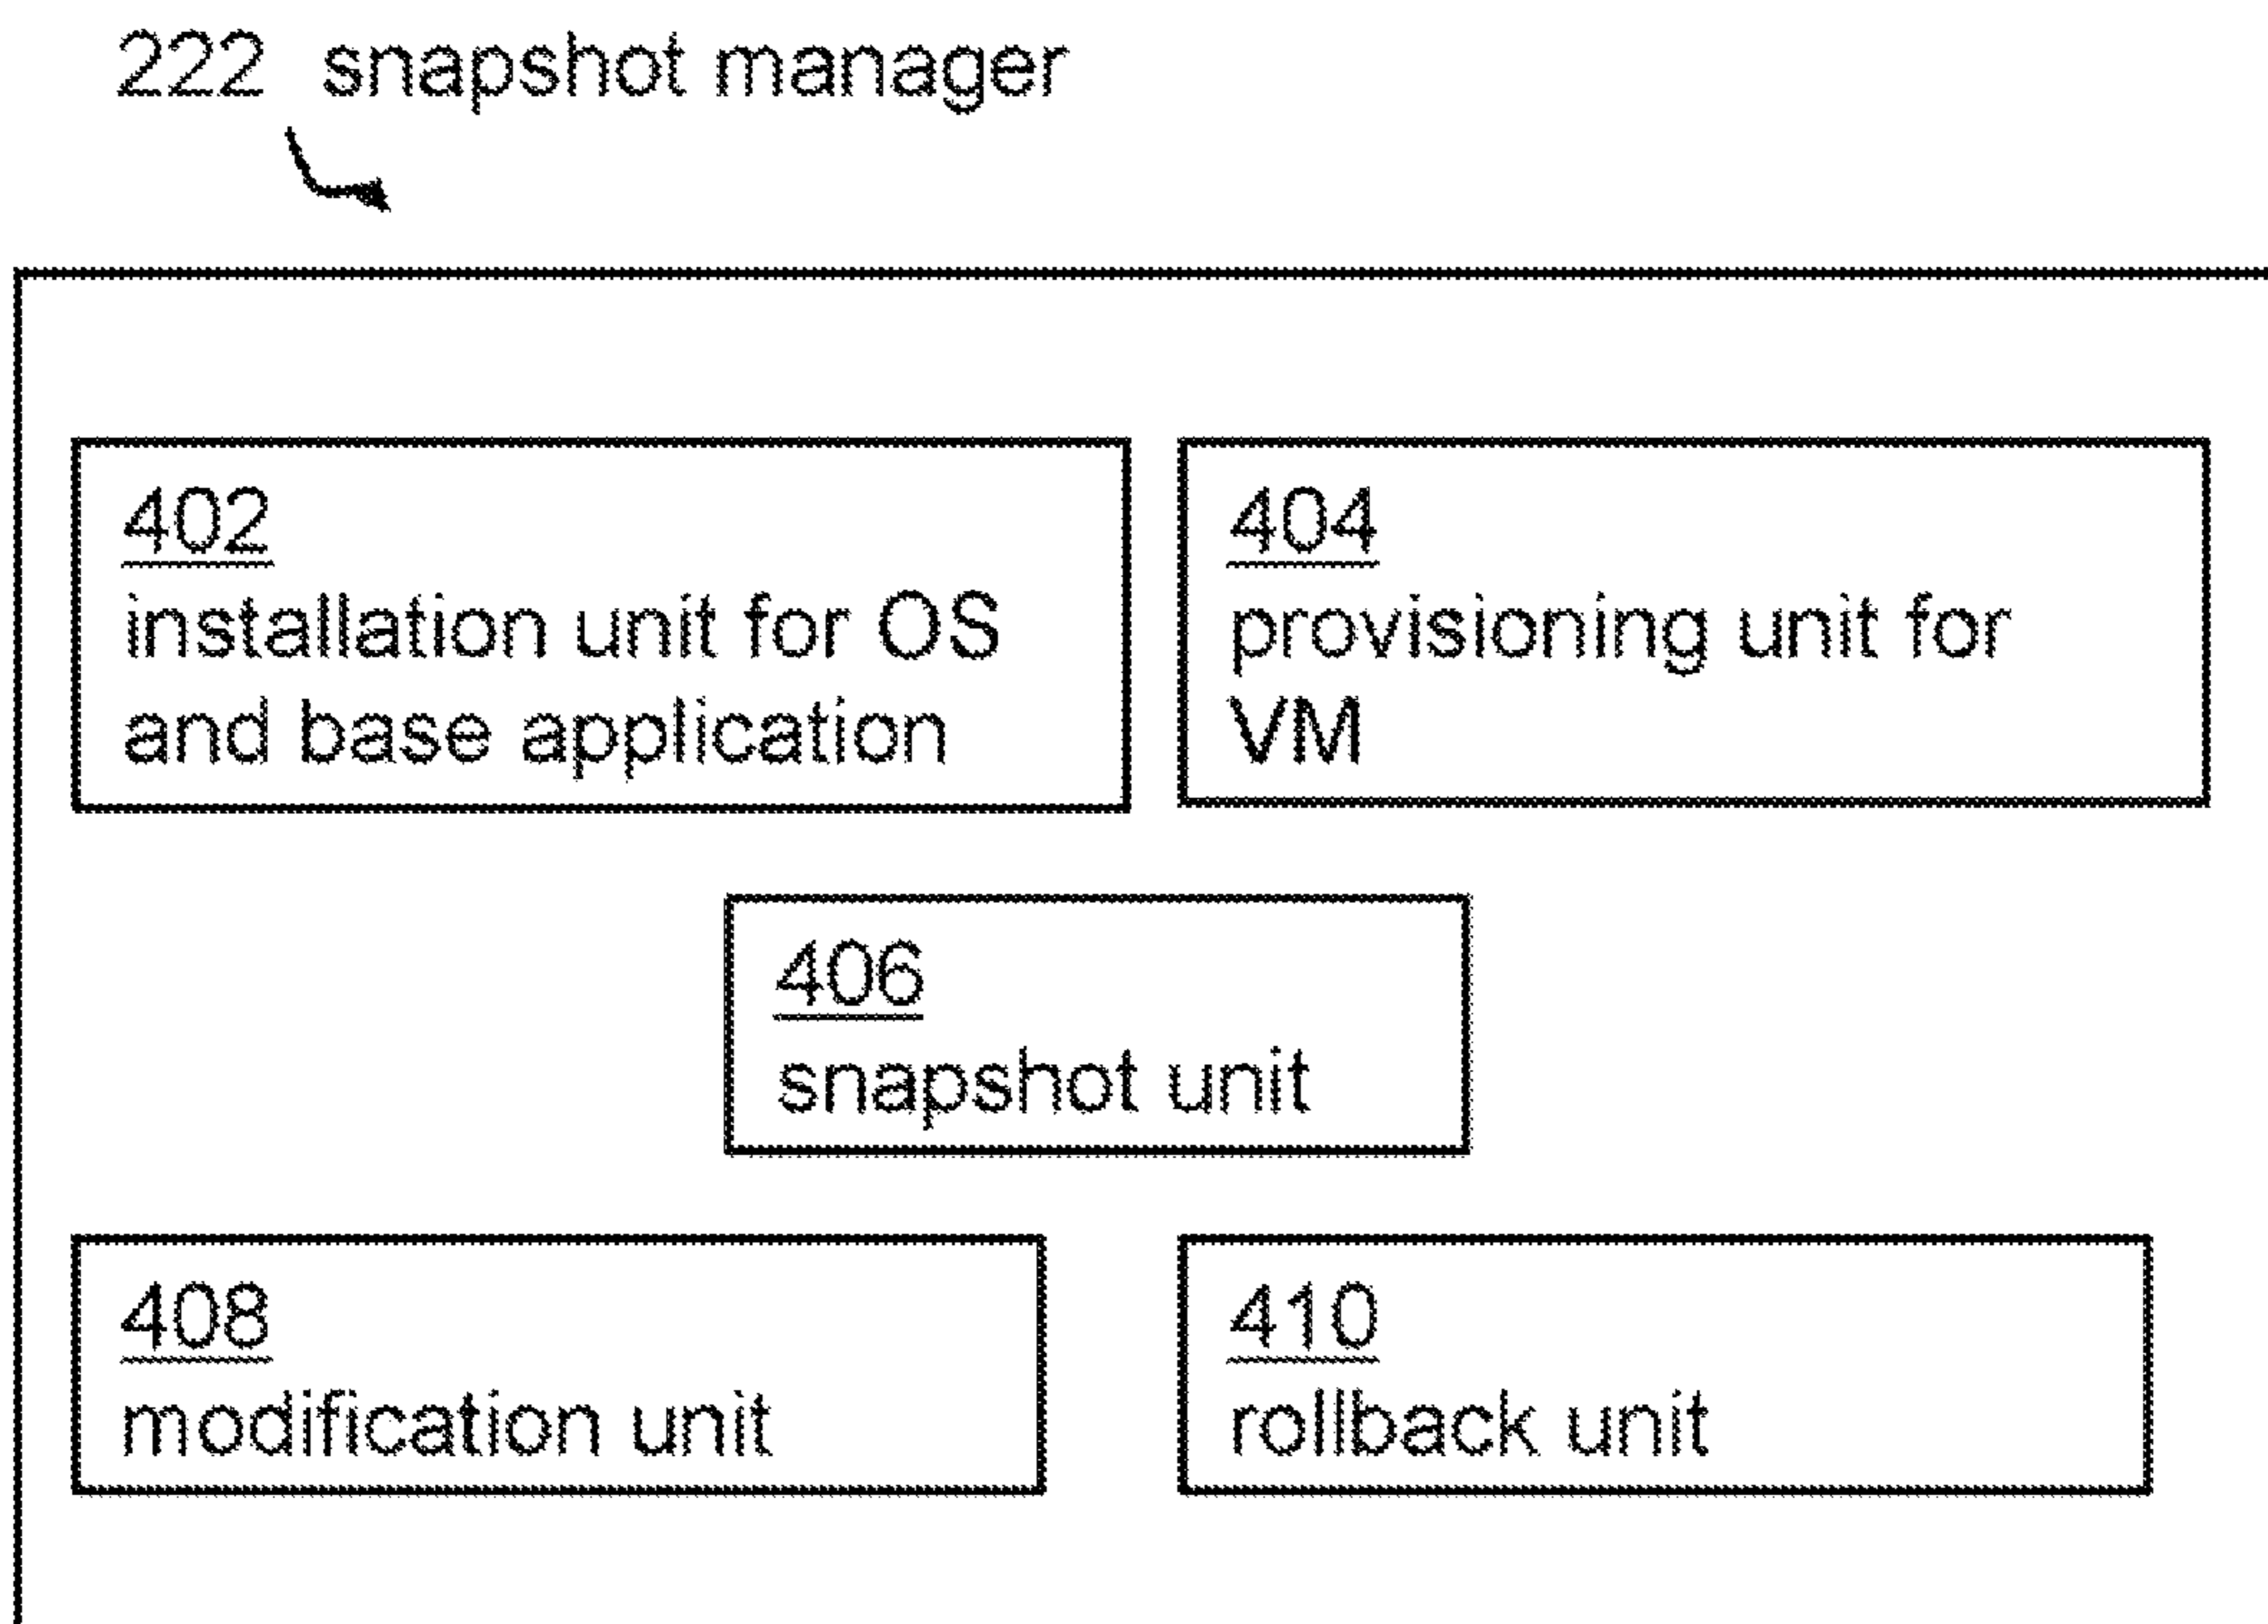 222 snapshot manager
402
installation unit for OS
and base application
404
provisioning unit for
VM
406
snapshot unit
408
modification unit
410
rollback unit